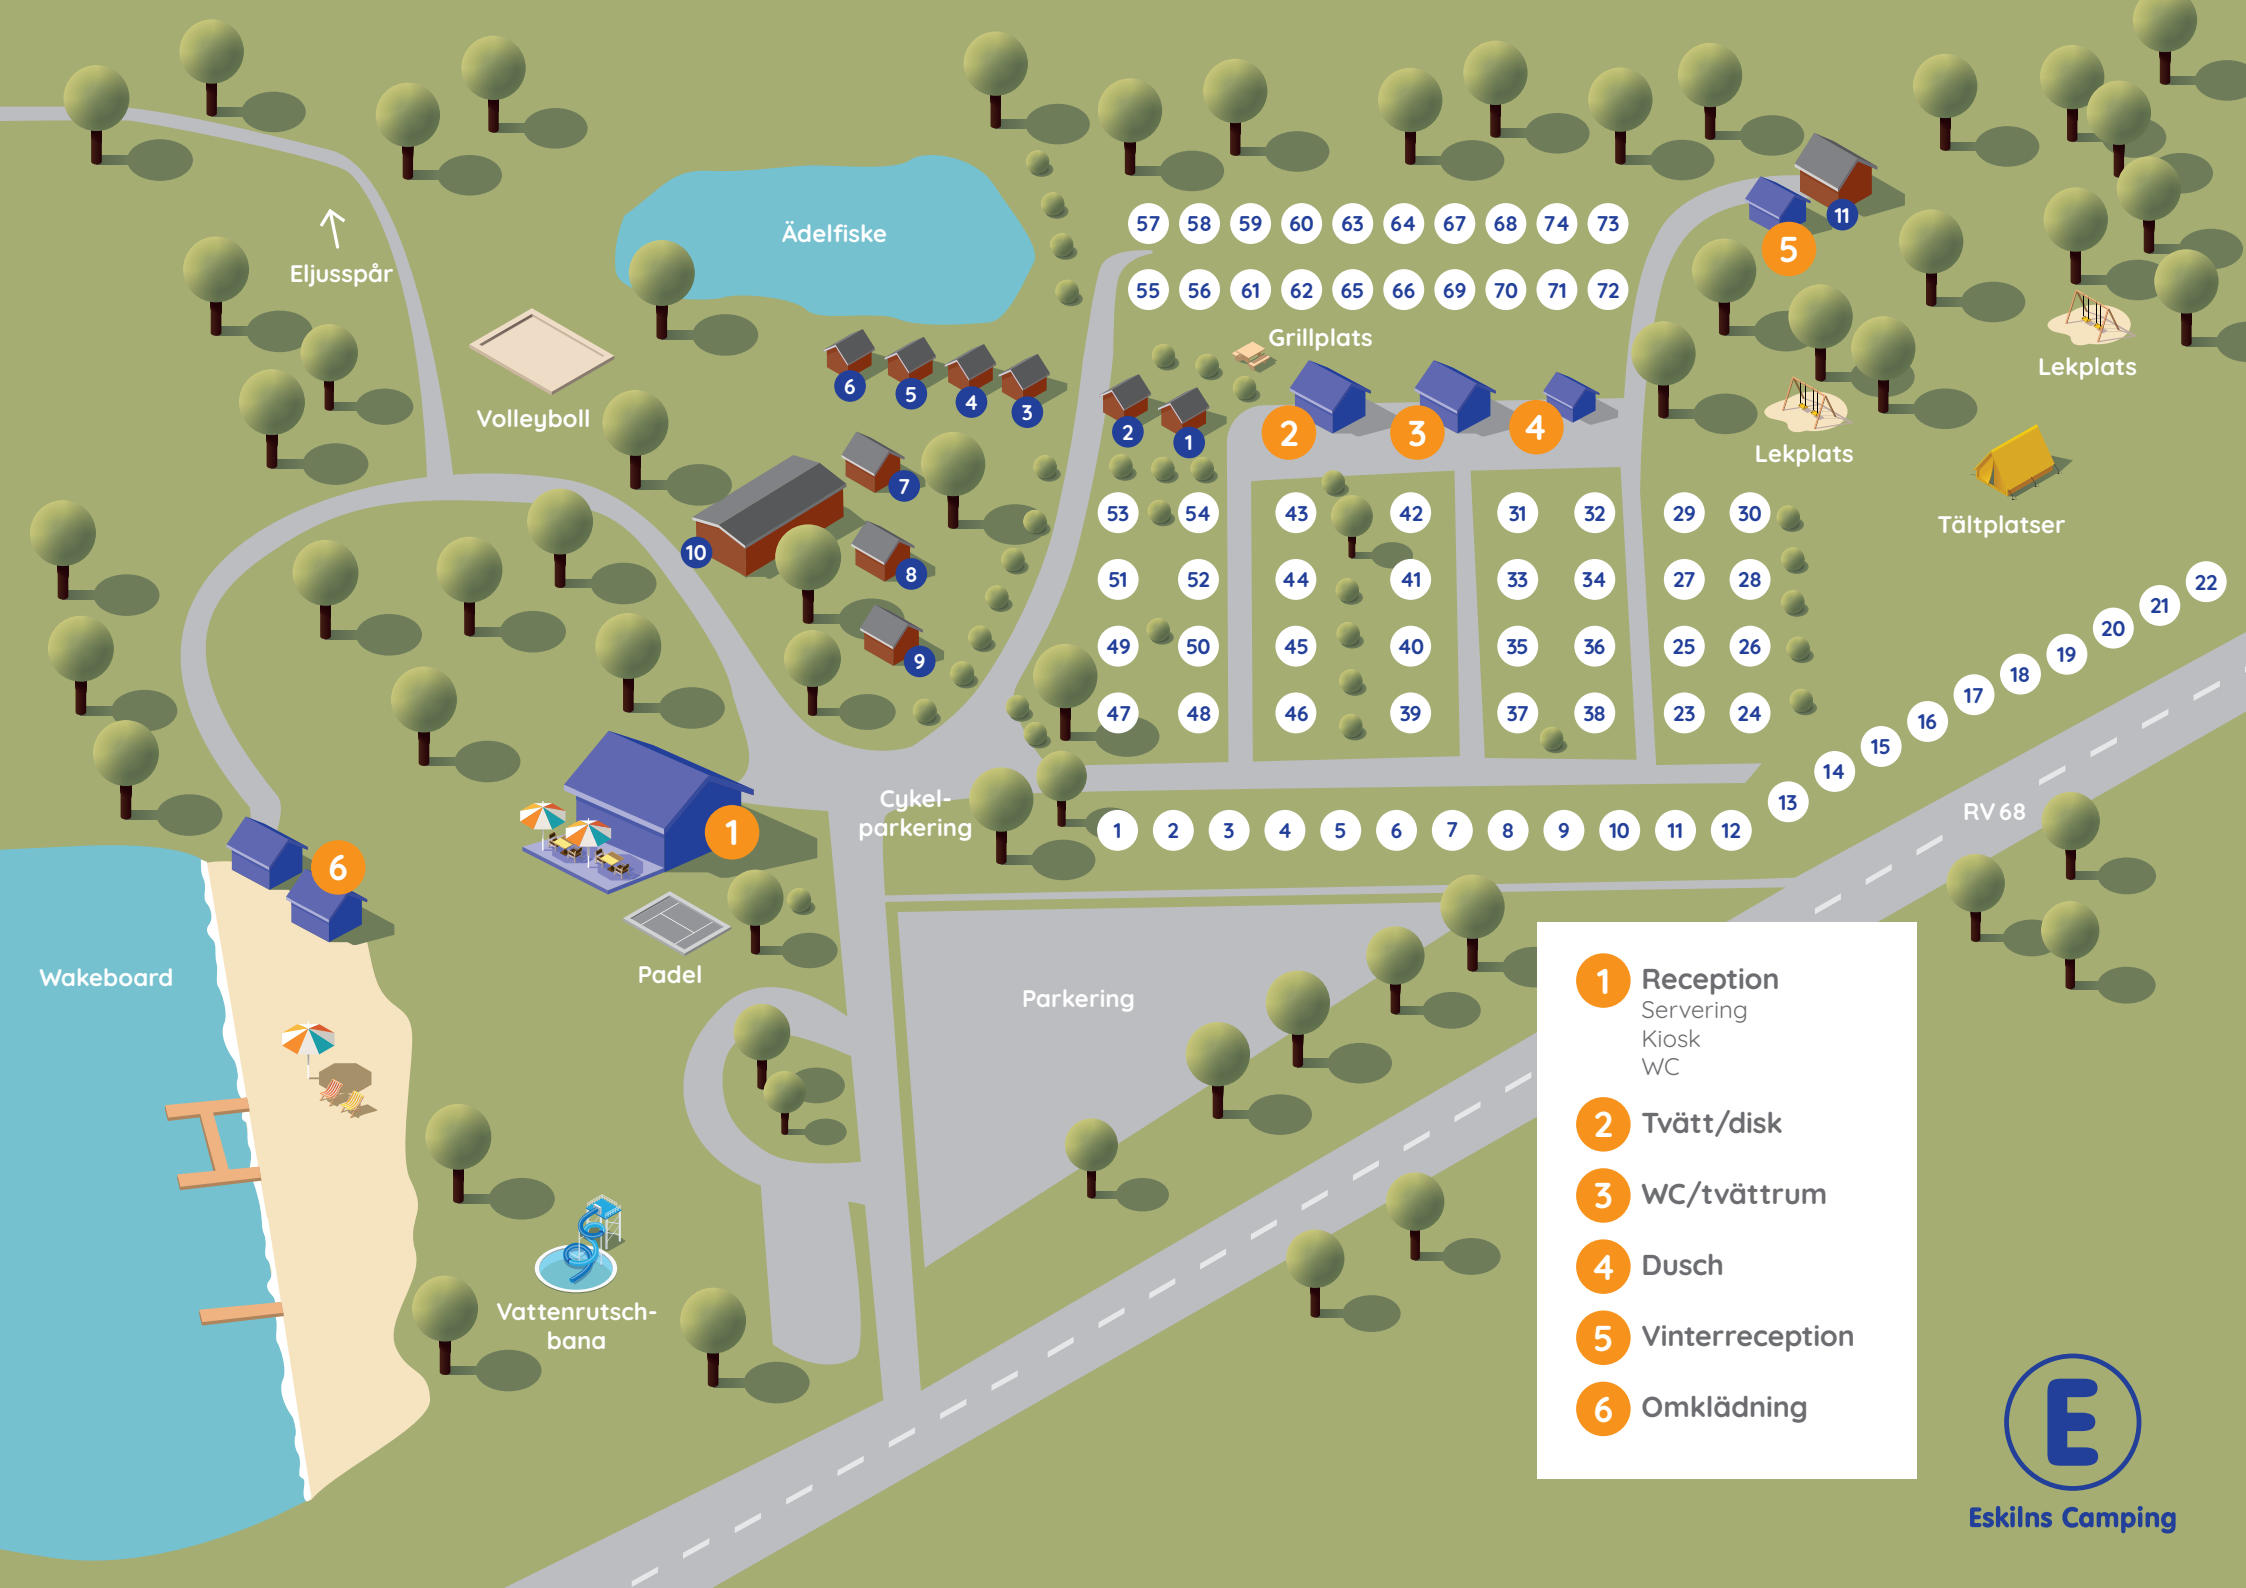 Eljusspår
Ädelfiske
Volleyboll
57 58 59 60 63 64 67 68 74 73
55 56 61 62 65 66 69 70 71 72
Grillplats
11
5
Lekplats
Lekplats
Tältplatser
6 5 4 3
2 1
2 3 4
7
10
8
9
53 54 43 42 31 32 29 30
51 52 44 41 33 34 27 28
49 50 45 40 35 36 25 26
47 48 46 39 37 38 23 24
22
21
20
19
18
17
16
15
14
13
1 2 3 4 5 6 7 8 9 10 11 12
RV 68
Cykel-
parkering
1
6
Padel
Wakeboard
Parkering
Vattenrutsch-
bana
1 Reception
Servering
Kiosk
WC
2 Tvätt/disk
3 WC/tvättrum
4 Dusch
5 Vinterreception
6 Omklädning
E
Eskilns Camping